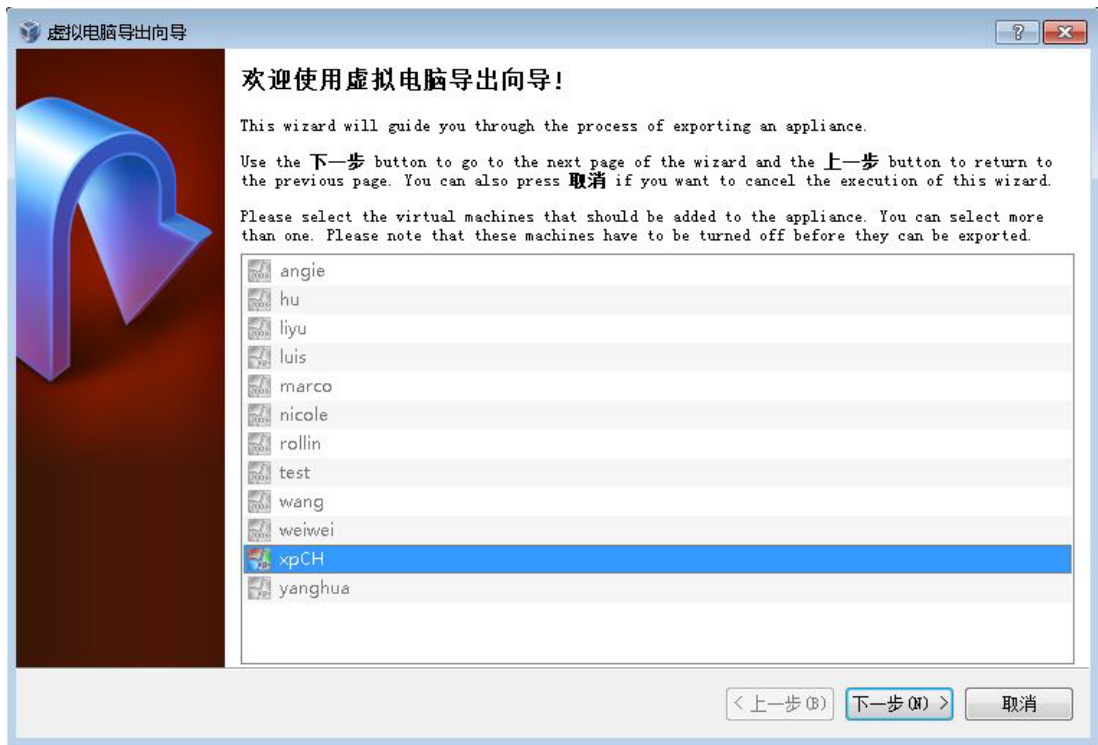 虚拟电脑导出向导
欢迎使用虚拟电脑导出向导!
This wizard will guide you through the process of exporting an appliance.
Use the 下一步 button to go to the next page of the wizard and the 上一步 button to return to
the previous page. You can also press 取消 if you want to cancel the execution of this wizard.
Please select the virtual machines that should be added to the appliance. You can select more
than one. Please note that these machines have to be turned off before they can be exported.
angie
hu
liyu
luis
marco
nicole
rollin
test
wang
weiwei
xpCH
yanghua
< 上一步(B) 下一步(N) > 取消